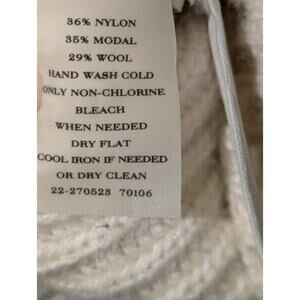 36% NYLON
35% MODAL
29% WOOL
HAND WASH COLD
ONLY NON-CHLORINE
BLEACH
WHEN NEEDED
DRY FLAT
COOL IRON IF NEEDED
OR DRY CLEAN
22-270523 70106